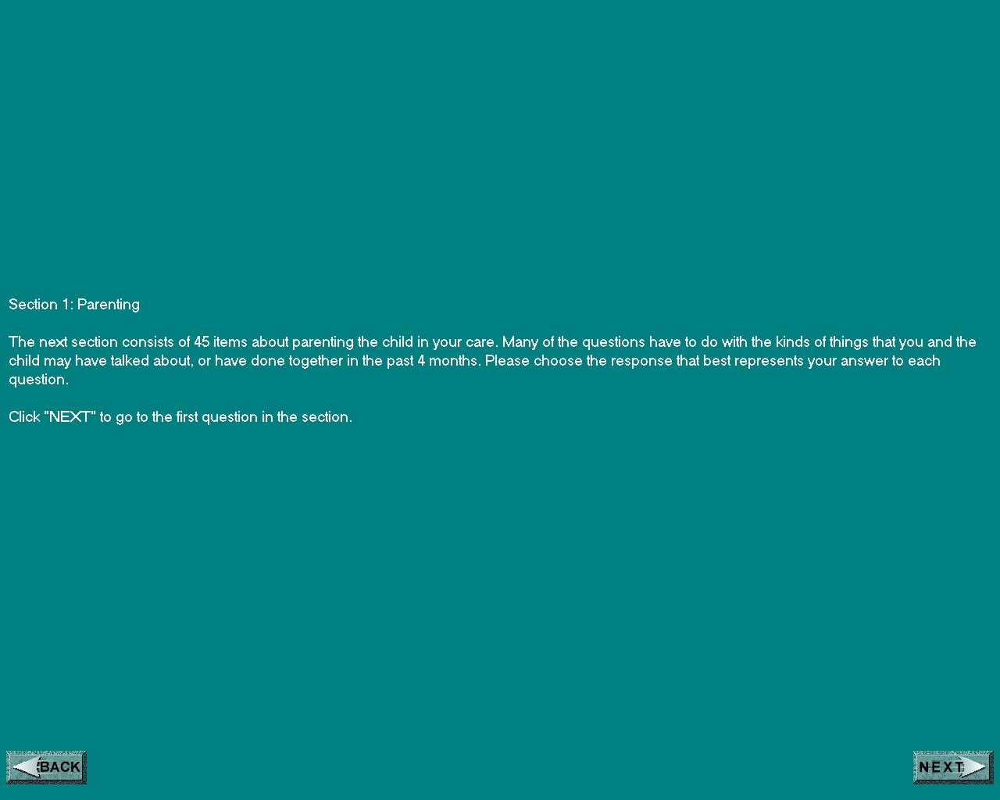 Section 1: Parenting
The next section consists of 45 items about parenting the child in your care. Many of the questions have to do with the kinds of things that you and the
child may have talked about, or have done together in the past 4 months. Please choose the response that best represents your answer to each
question.
Click "NEXT" to go to the first question in the section.
BACK
NEXT